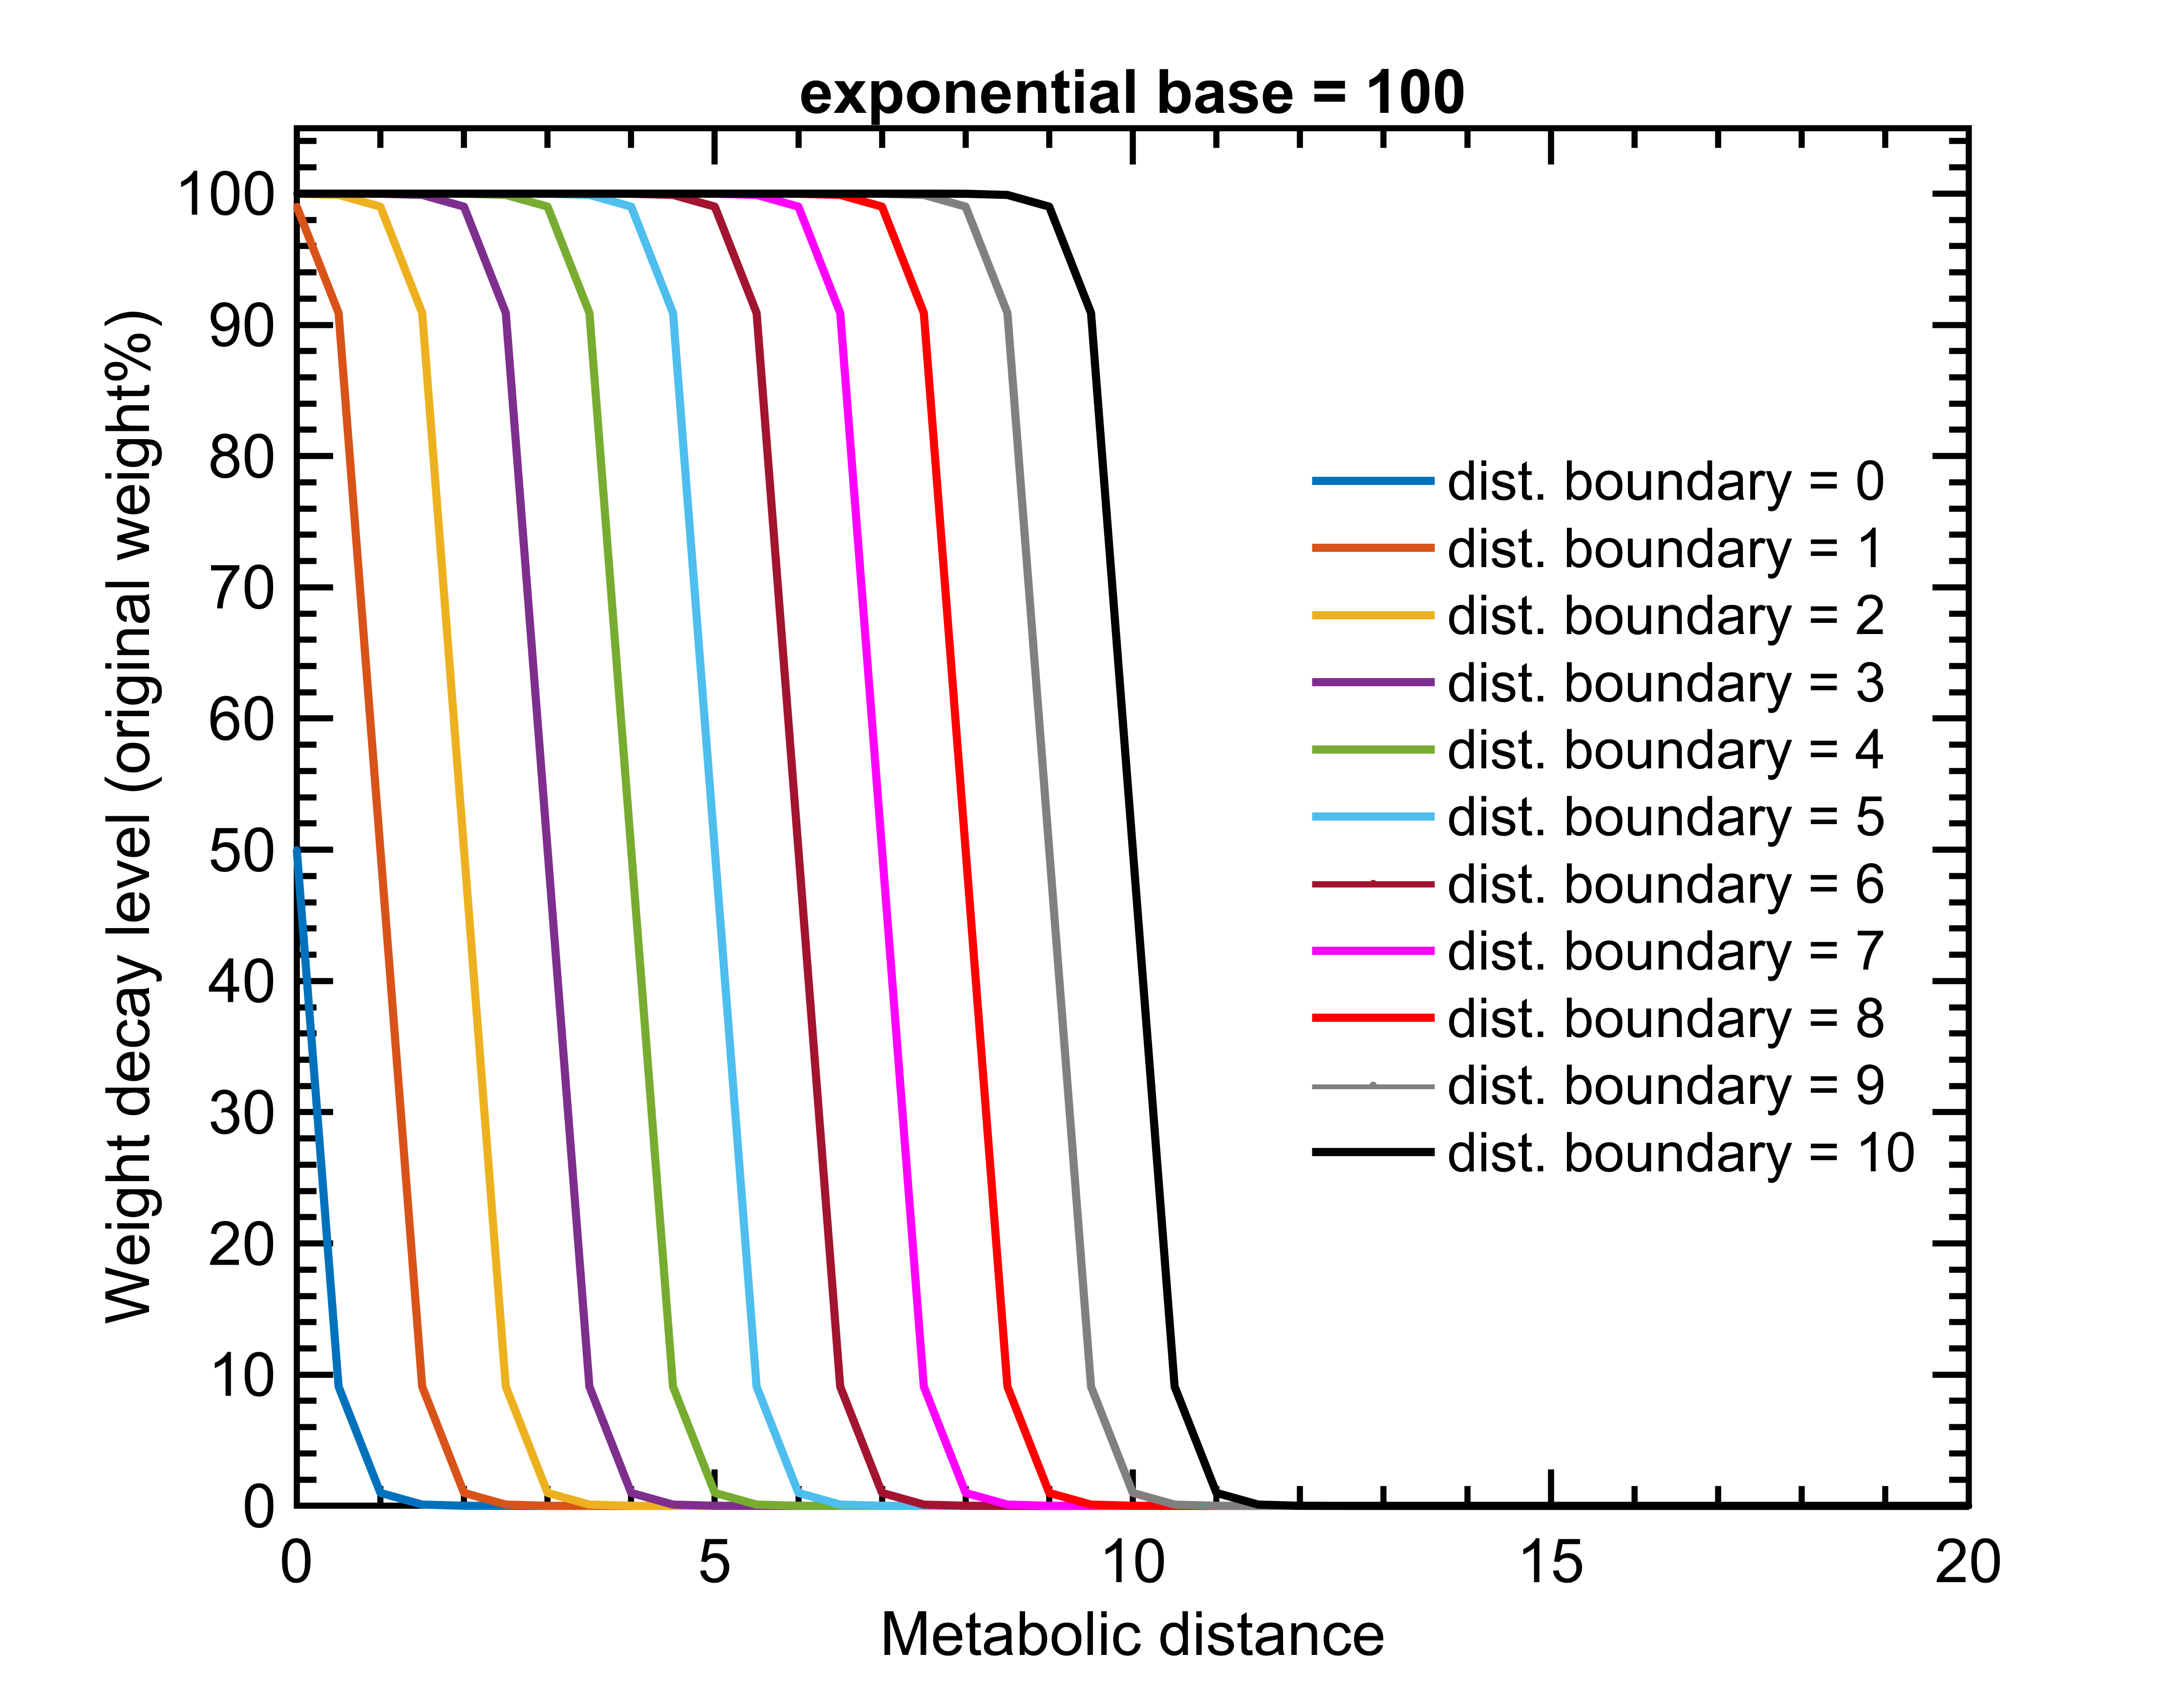 exponential base = 100
Weight decay level (original weight%)
100
90
80
70
60
50
40
30
20
10
0
dist. boundary = 0
dist. boundary = 1
dist. boundary = 2
dist. boundary = 3
dist. boundary = 4
dist. boundary = 5
dist. boundary = 6
dist. boundary = 7
dist. boundary = 8
dist. boundary = 9
dist. boundary = 10
0 5 10 15 20
Metabolic distance